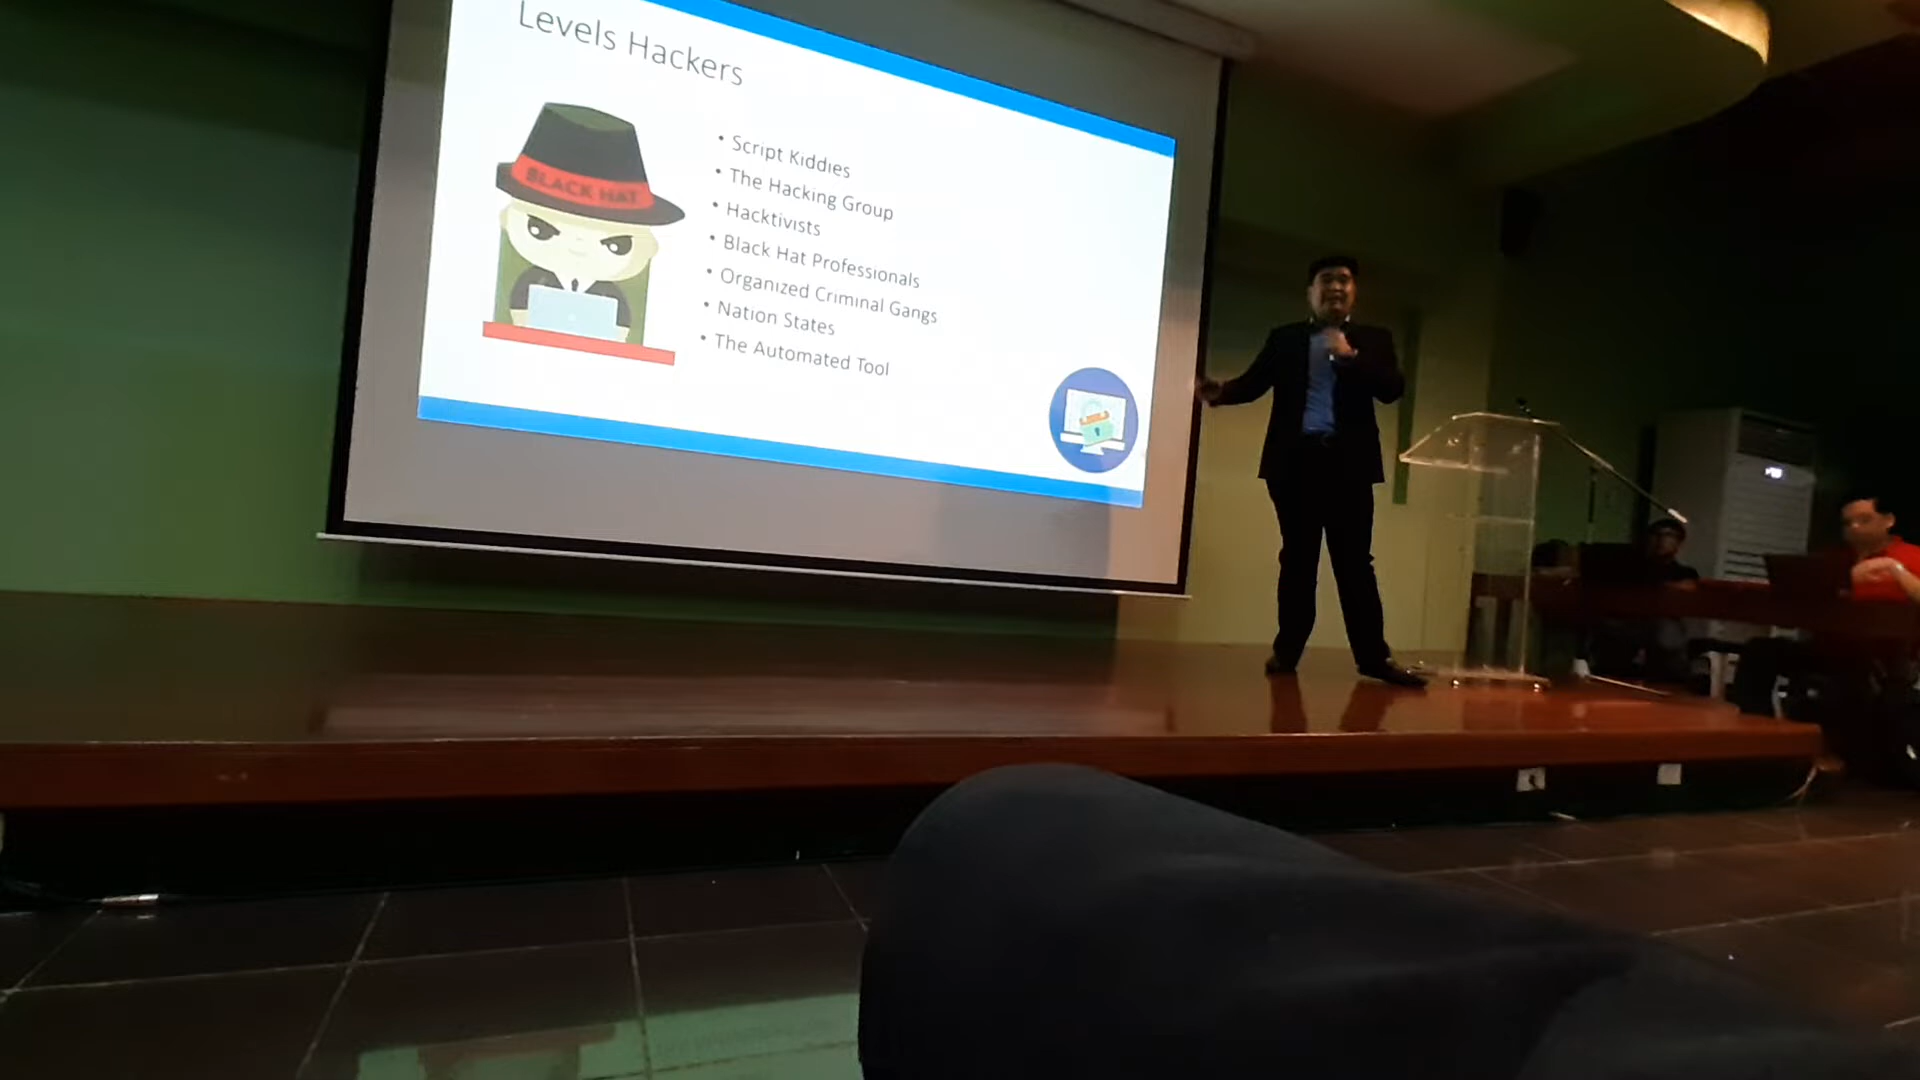 Levels Hackers
BLACK HAT
• Script Kiddies
• The Hacking Group
• Hacktivists
• Black Hat Professionals
• Organized Criminal Gangs
• Nation States
• The Automated Tool